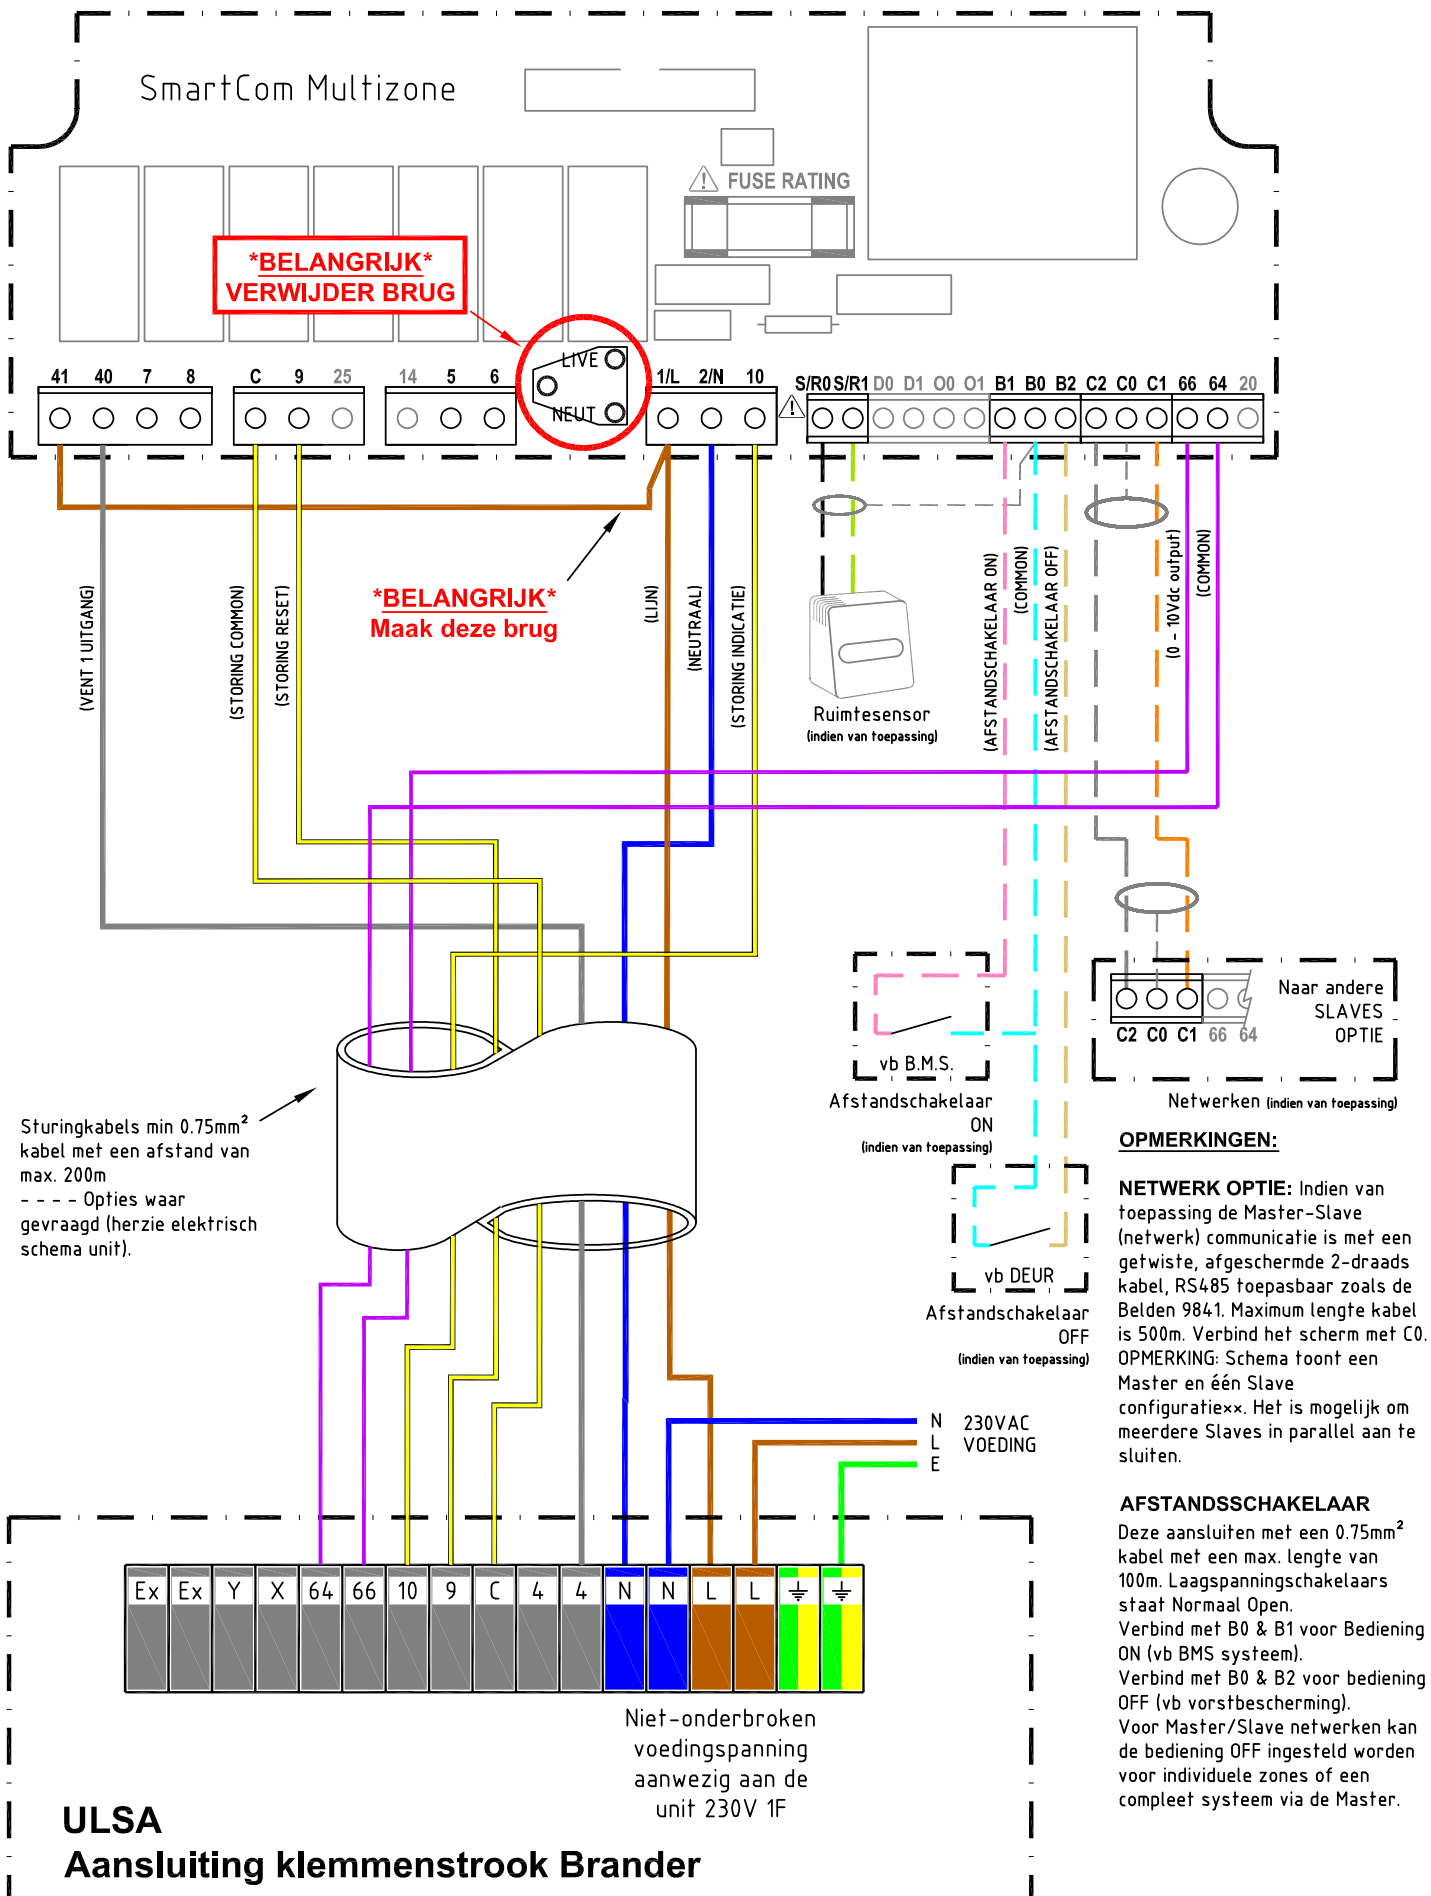 SmartCom Multizone
FUSE RATING
*BELANGRIJK*
VERWIJDER BRUG
LIVE
NEUT
41 40 7 8 C 9 25 14 5 6 1/L 2/N 10 S/R0 S/R1 D0 D1 O0 O1 B1 B0 B2 C2 C0 C1 66 64 20
(VENT 1 UITGANG)
(STORING COMMON)
(STORING RESET)
*BELANGRIJK*
Maak deze brug
(LIJN)
(NEUTRAAL)
(STORING INDICATIE)
(AFSTANDSCHAKELAAR ON)
(COMMON)
(AFSTANDSCHAKELAAR OFF)
(0 - 10Vdc output)
(COMMON)
Ruimtesensor
(indien van toepassing)
vb B.M.S.
Afstandschakelaar
ON
(indien van toepassing)
Naar andere
SLAVES
OPTIE
C2 C0 C1 66 64
Netwerken (indien van toepassing)
Sturingkabels min 0.75mm²
kabel met een afstand van
max. 200m
- - - - Opties waar
gevraagd (herzie elektrisch
schema unit).
vb DEUR
Afstandschakelaar
OFF
(indien van toepassing)
OPMERKINGEN:
NETWERK OPTIE: Indien van
toepassing de Master-Slave
(netwerk) communicatie is met een
getwiste, afgeschermde 2-draads
kabel, RS485 toepasbaar zoals de
Belden 9841. Maximum lengte kabel
is 500m. Verbind het scherm met C0.
OPMERKING: Schema toont een
Master en één Slave
configuratie××. Het is mogelijk om
meerdere Slaves in parallel aan te
sluiten.
AFSTANDSSCHAKELAAR
Deze aansluiten met een 0.75mm²
kabel met een max. lengte van
100m. Laagspanningschakelaars
staat Normaal Open.
Verbind met B0 & B1 voor Bediening
ON (vb BMS systeem).
Verbind met B0 & B2 voor bediening
OFF (vb vorstbescherming).
Voor Master/Slave netwerken kan
de bediening OFF ingesteld worden
voor individuele zones of een
compleet systeem via de Master.
N 230VAC
L VOEDING
E
Ex Ex Y X 64 66 10 9 C 4 4 N N L L
Niet-onderbroken
voedingspanning
aanwezig aan de
unit 230V 1F
ULSA
Aansluiting klemmenstrook Brander